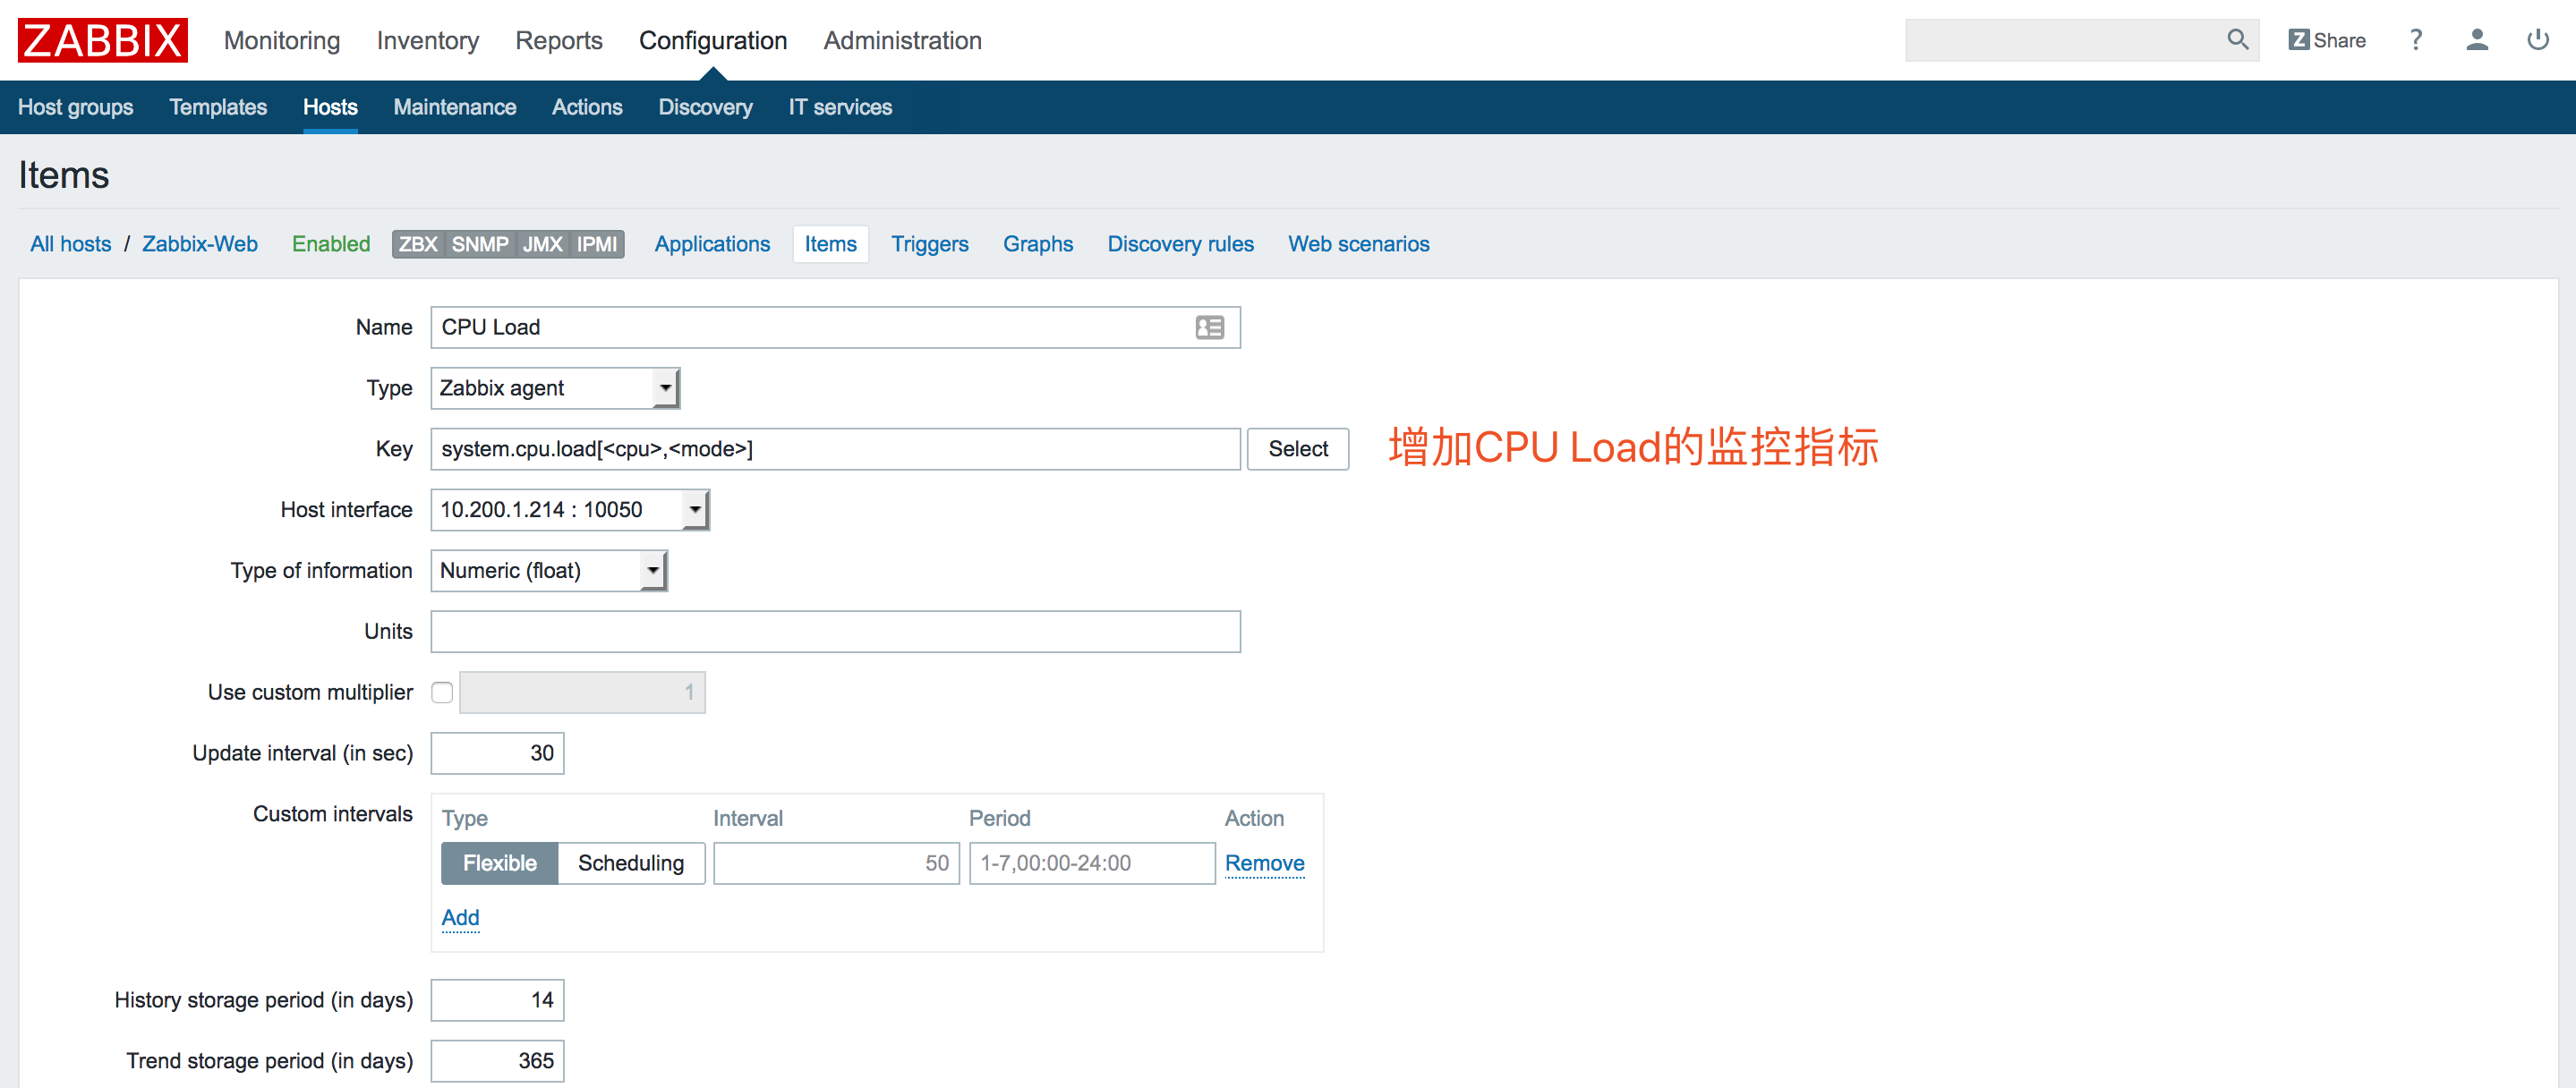 ZABBIX Monitoring Inventory Reports Configuration Administration Z Share ?
Host groups Templates Hosts Maintenance Actions Discovery IT services
Items
All hosts / Zabbix-Web Enabled ZBX SNMP JMX IPMI Applications Items Triggers Graphs Discovery rules Web scenarios
Name CPU Load
Type Zabbix agent
Key system.cpu.load[<cpu>,<mode>] Select 增加CPU Load的监控指标
Host interface 10.200.1.214 : 10050
Type of information Numeric (float)
Units
Use custom multiplier 1
Update interval (in sec) 30
Custom intervals Type Interval Period Action
Flexible Scheduling 50 1-7,00:00-24:00 Remove
Add
History storage period (in days) 14
Trend storage period (in days) 365